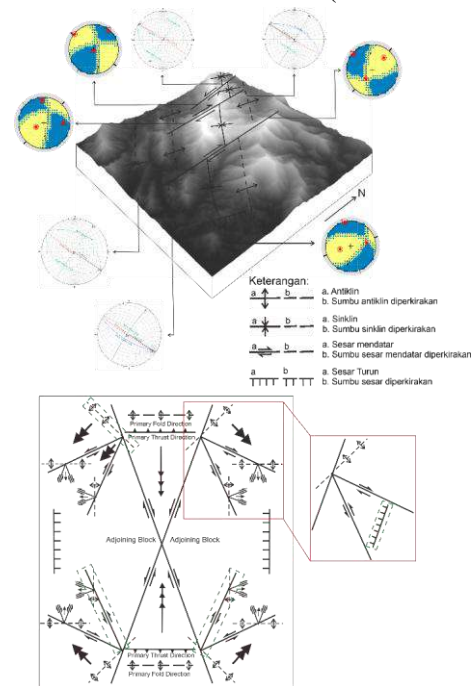 N
Keterangan:
a b a. Antiklin
b. Sumbu antiklin diperkirakan
a b a. Sinklin
b. Sumbu sinklin diperkirakan
a b a. Sesar mendatar
b. Sumbu sesar mendatar diperkirakan
a b a. Sesar Turun
b. Sumbu sesar diperkirakan
Primary Fold Direction
Primary Thrust Direction
Adjoining Block Adjoining Block
Primary Thrust Direction
Primary Fold Direction